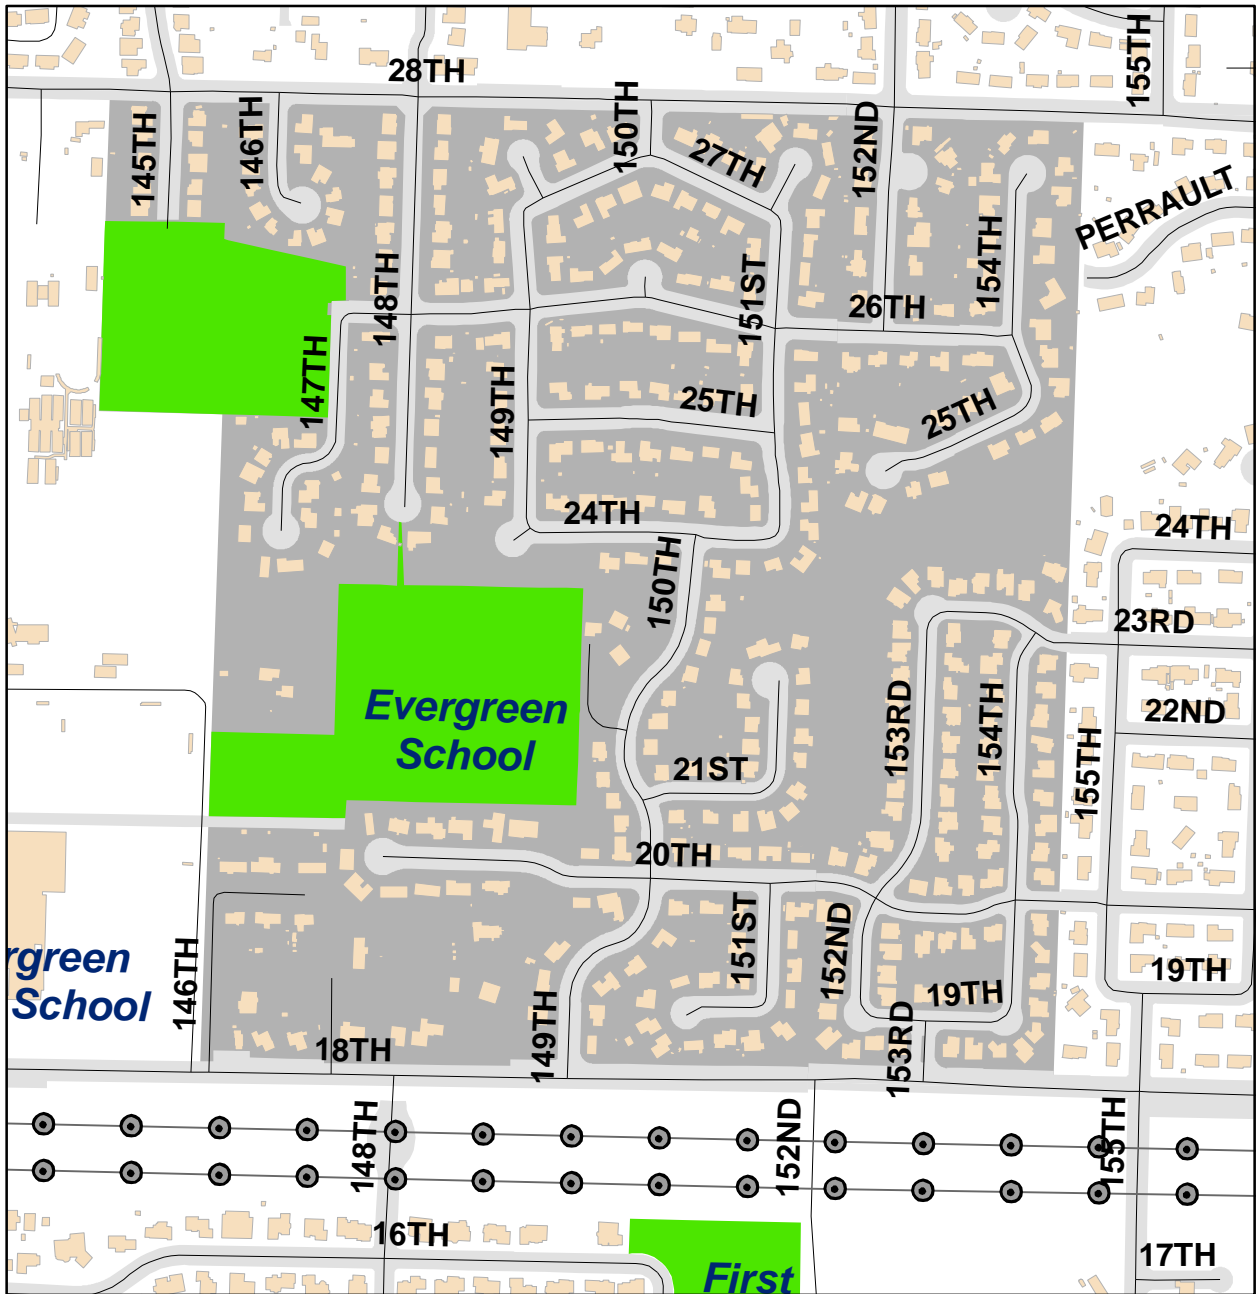 155TH
28TH
150TH
145TH
146TH
27TH
152ND
PERRAULT
154TH
148TH
151ST
26TH
147TH
149TH
25TH
25TH
24TH
24TH
150TH
23RD
Evergreen
School
153RD
154TH
22ND
155TH
21ST
20TH
151ST
152ND
rgreen
School
146TH
19TH
19TH
149TH
18TH
153RD
148TH
152ND
155TH
16TH
17TH
First